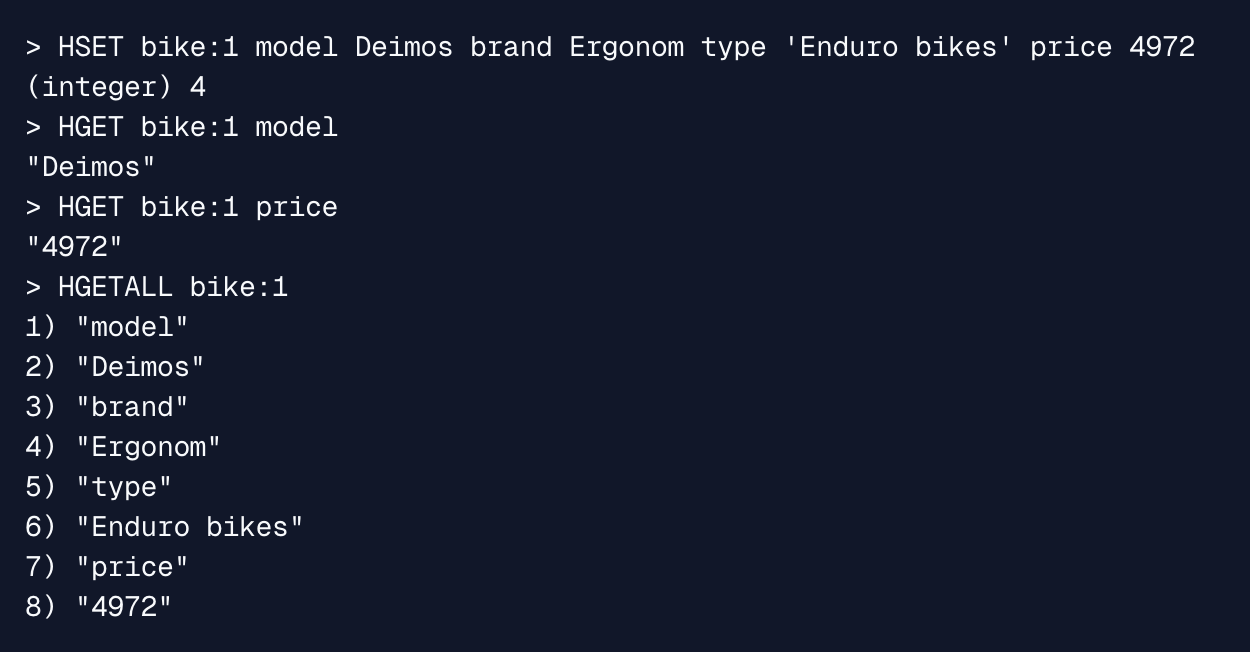 > HSET bike:1 model Deimos brand Ergonom type 'Enduro bikes' price 4972
(integer) 4
> HGET bike:1 model
"Deimos"
> HGET bike:1 price
"4972"
> HGETALL bike:1
1) "model"
2) "Deimos"
3) "brand"
4) "Ergonom"
5) "type"
6) "Enduro bikes"
7) "price"
8) "4972"